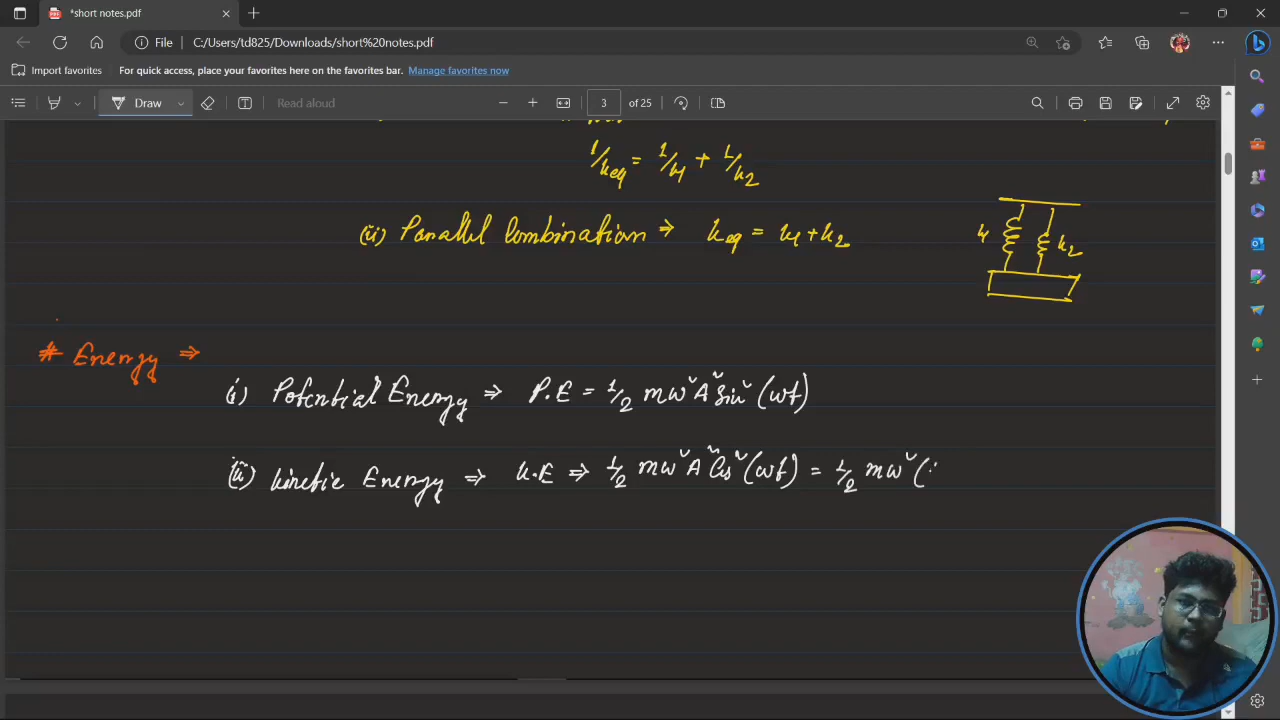 *short notes.pdf
File C:/Users/td825/Downloads/short%20notes.pdf
Import favorites For quick access, place your favorites here on the favorites bar. Manage favorites now
Draw Read aloud 3 of 25
1/keq = 1/k1 + 1/k2
(ii) Parallel Combination ⇒ keq = k1 + k2
k1 k2
# Energy ⇒
(i) Potential Energy ⇒ P.E = 1/2 mω²A²Sin²(ωt)
(ii) kinetic Energy ⇒ K.E ⇒ 1/2 mω²A²Cos²(ωt) = 1/2 mω²(